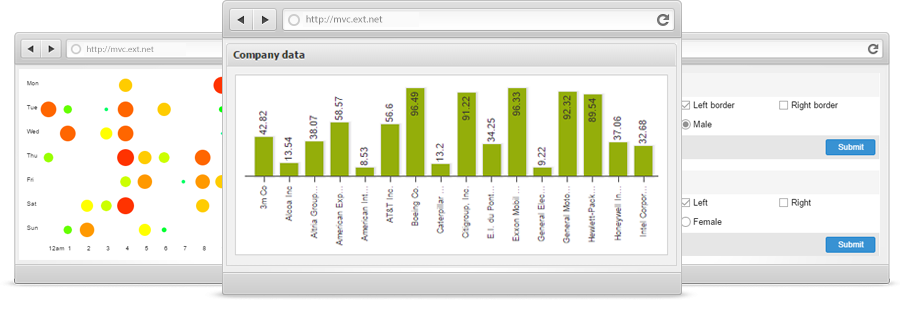 http://mvc.ext.net
Mon
Tue
Wed
Thu
Fri
Sat
Sun
12am 1 2 3 4 5 6 7 8
http://mvc.ext.net
Company data
42.82 13.54 38.07 58.57 8.53 56.6 96.49 13.2 91.22 34.25 96.33 9.22 92.32 89.54 37.06 32.68
3m Co
Alcoa Inc
Altria Group...
American Exp...
American Int...
AT&T Inc.
Boeing Co.
Caterpillar ...
Citigroup, Inc.
E.I. du Pont...
Exxon Mobil ...
General Elec...
General Moto...
Hewlett-Pack...
Honeywell In...
Intel Corpor...
Left border Right border
Male
Submit
Left Right
Female
Submit